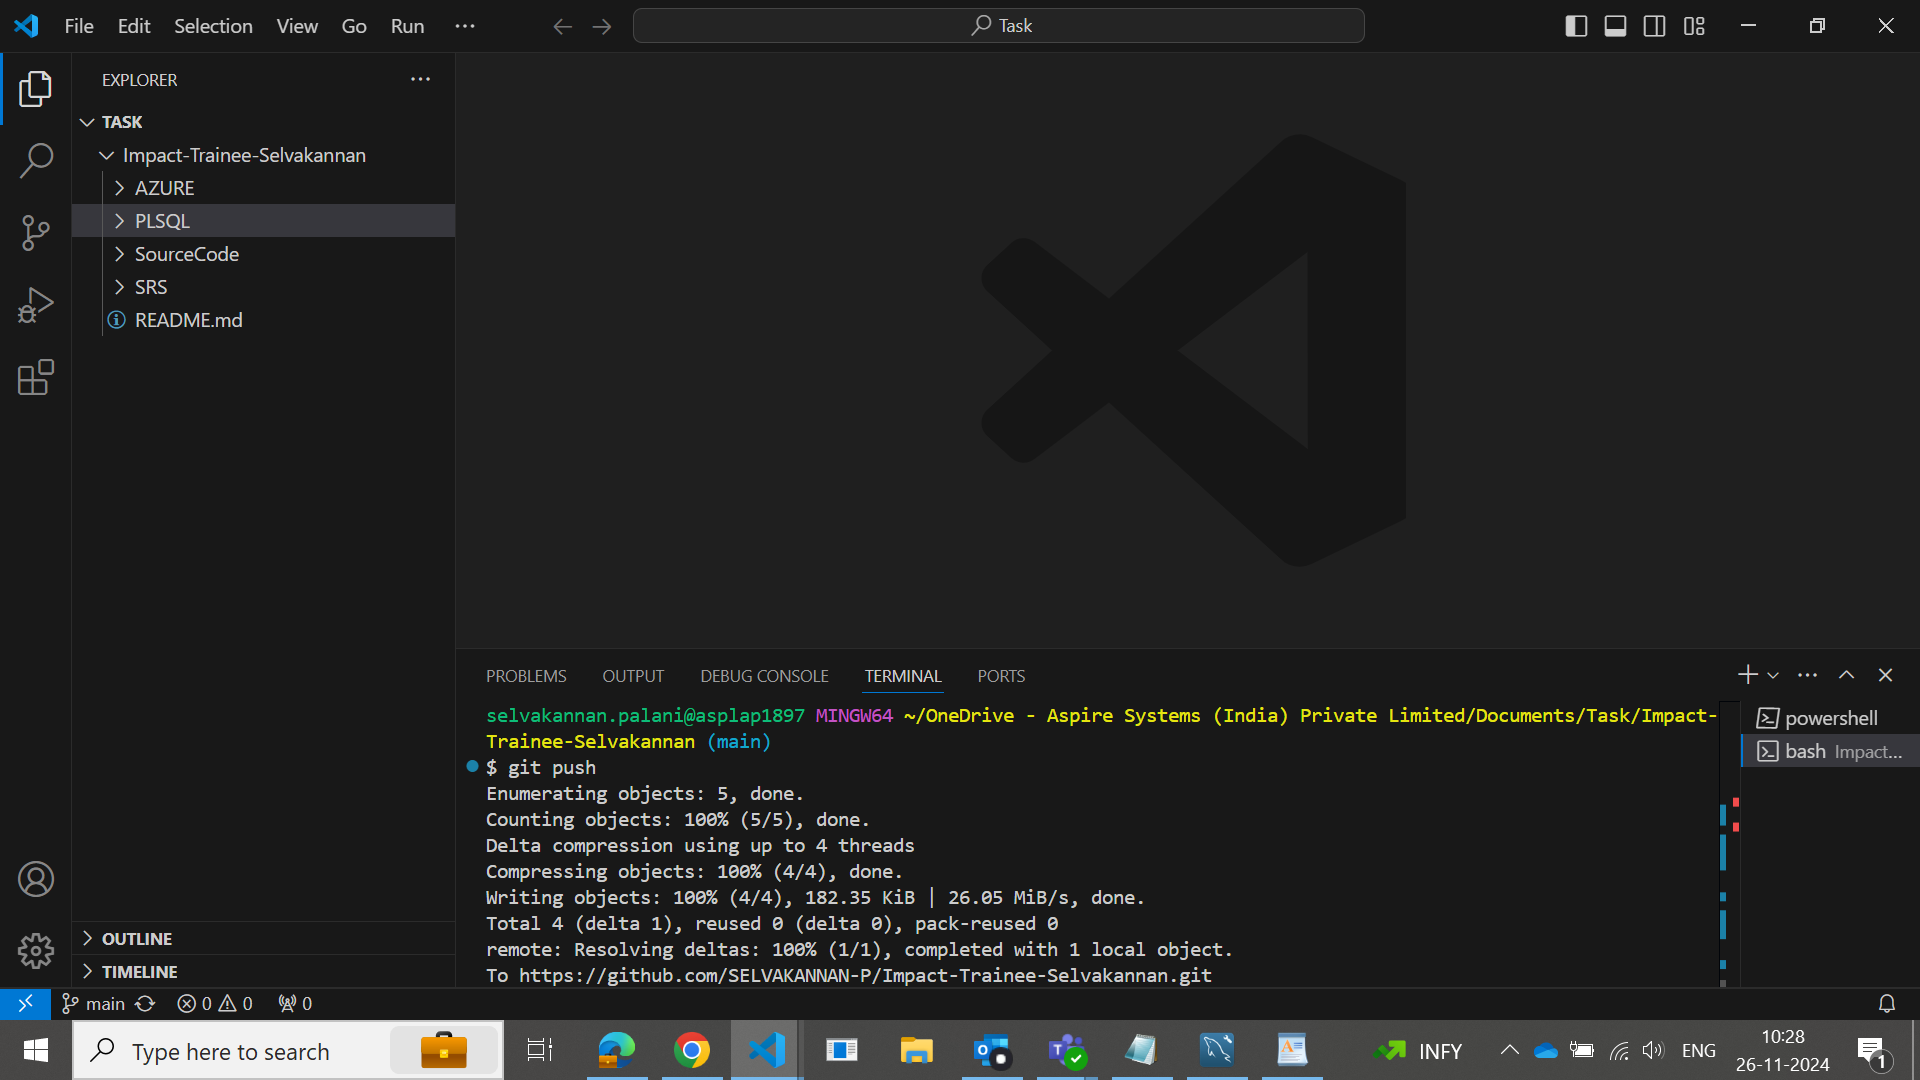 File Edit Selection View Go Run ···
Task
EXPLORER ···
TASK
Impact-Trainee-Selvakannan
AZURE
PLSQL
SourceCode
SRS
README.md
OUTLINE
TIMELINE
PROBLEMS OUTPUT DEBUG CONSOLE TERMINAL PORTS
selvakannan.palani@asplap1897 MINGW64 ~/OneDrive - Aspire Systems (India) Private Limited/Documents/Task/Impact-
Trainee-Selvakannan (main)
$ git push
Enumerating objects: 5, done.
Counting objects: 100% (5/5), done.
Delta compression using up to 4 threads
Compressing objects: 100% (4/4), done.
Writing objects: 100% (4/4), 182.35 KiB | 26.05 MiB/s, done.
Total 4 (delta 1), reused 0 (delta 0), pack-reused 0
remote: Resolving deltas: 100% (1/1), completed with 1 local object.
To https://github.com/SELVAKANNAN-P/Impact-Trainee-Selvakannan.git
powershell
bash Impact...
main 0 0 0
Type here to search
INFY
ENG
10:28
26-11-2024
1